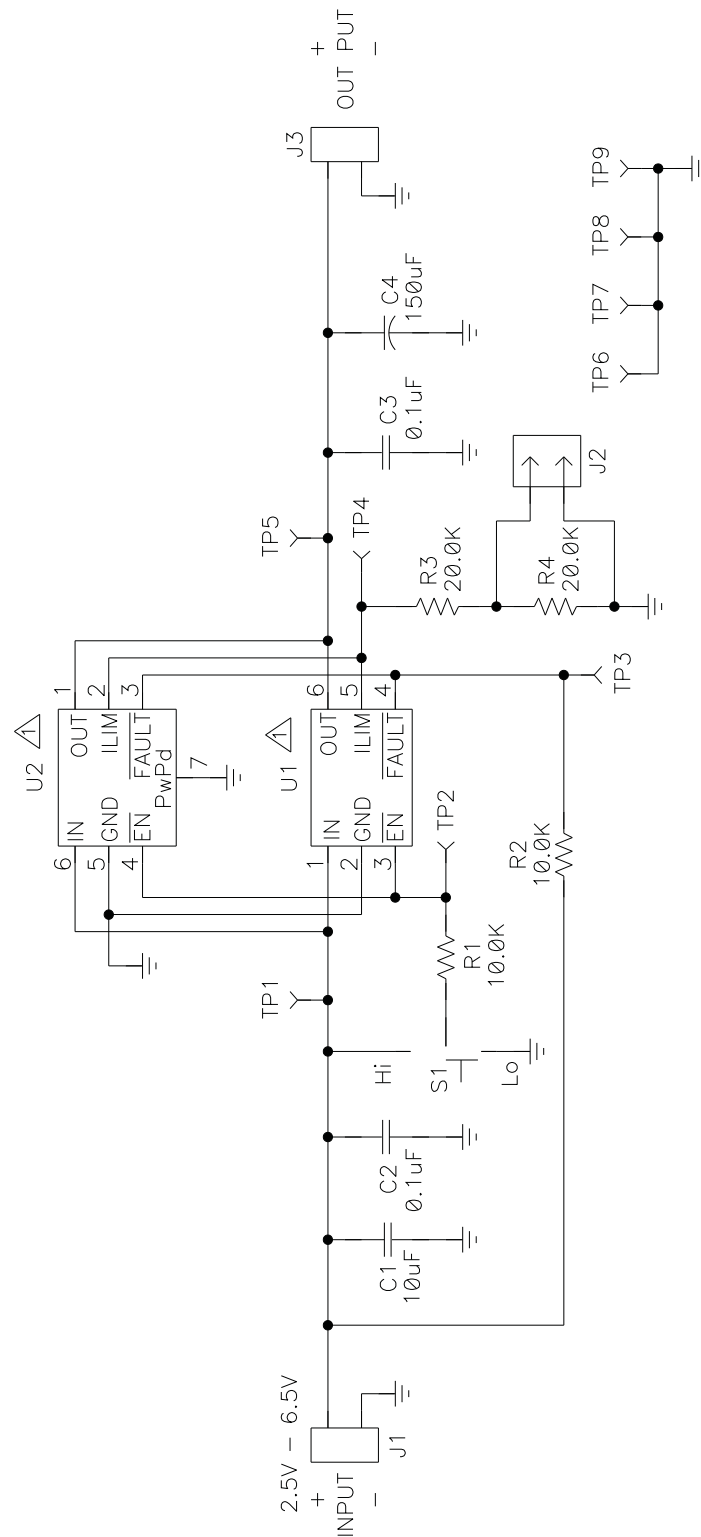 2.5V – 6.5V
+
INPUT
–
J1
C1
10uF
C2
0.1uF
Hi
S1
Lo
TP1
R1
10.0K
TP2
R2
10.0K
U2
1
6
IN
5
GND
4
EN
OUT
1
ILIM
2
FAULT
3
PwPd
7
U1
1
1
IN
2
GND
3
EN
OUT
6
ILIM
5
FAULT
4
TP3
TP5
TP4
R3
20.0K
R4
20.0K
J2
C3
0.1uF
C4
150uF
J3
+
OUT PUT
–
TP6
TP7
TP8
TP9